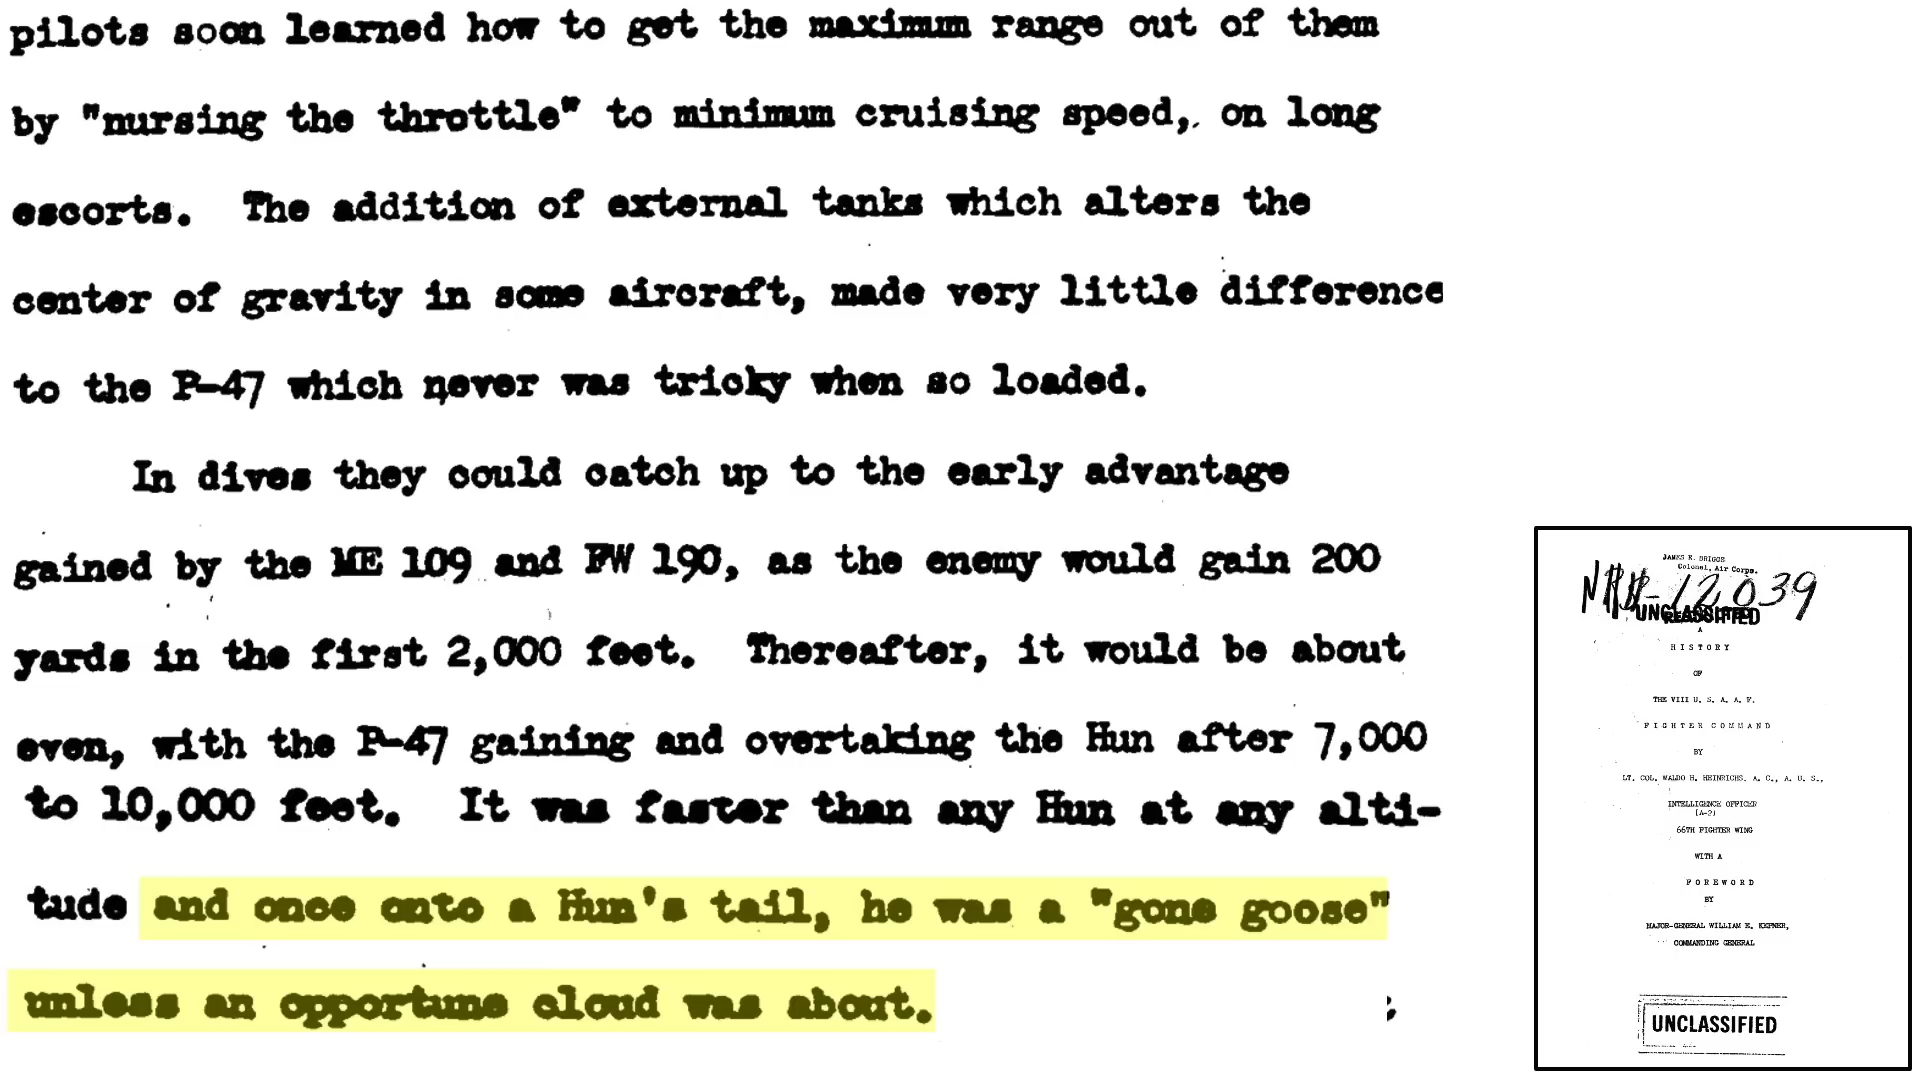 pilots soon learned how to get the maximum range out of them
by "nursing the throttle" to minimum cruising speed, on long
escorts. The addition of external tanks which alters the
center of gravity in some aircraft, made very little difference
to the P-47 which never was tricky when so loaded.
In dives they could catch up to the early advantage
gained by the ME 109 and FW 190, as the enemy would gain 200
yards in the first 2,000 feet. Thereafter, it would be about
even, with the P-47 gaining and overtaking the Hun after 7,000
to 10,000 feet. It was faster than any Hun at any alti-
tude and once onto a Hun's tail, he was a "gone goose"
unless an opportune cloud was about.
JAMES E. BRIGGS
Colonel, Air Corps.
12039
UNCLASSIFIED
A
HISTORY
OF
THE VIII U. S. A. A. F.
FIGHTER COMMAND
BY
LT. COL. WALDO H. HEINRICHS, A. C., A. U. S.,
INTELLIGENCE OFFICER
(A-2)
66TH FIGHTER WING
WITH A
FOREWORD
BY
MAJOR-GENERAL WILLIAM E. KEPNER,
COMMANDING GENERAL
UNCLASSIFIED